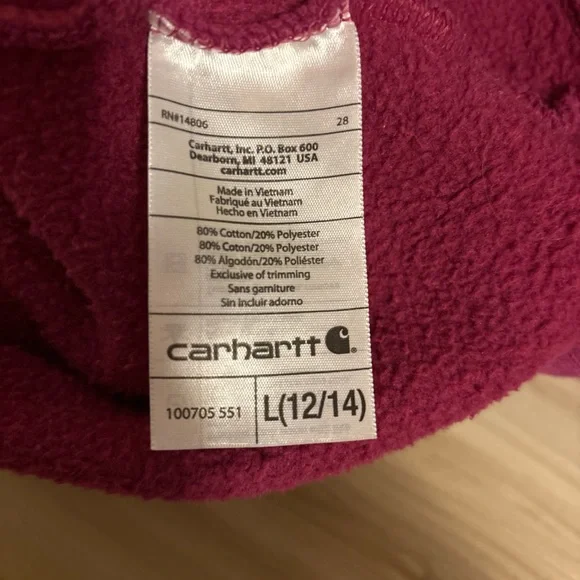 RN#14806 28
Carhartt, Inc. P.O. Box 600
Dearborn, MI 48121 USA
carhartt.com
Made in Vietnam
Fabriqué au Vietnam
Hecho en Vietnam
80% Cotton/20% Polyester
80% Coton/20% Polyester
80% Algodón/20% Poliéster
Exclusive of trimming
Sans garniture
Sin incluir adorno
carhartt
100705 551 L(12/14)